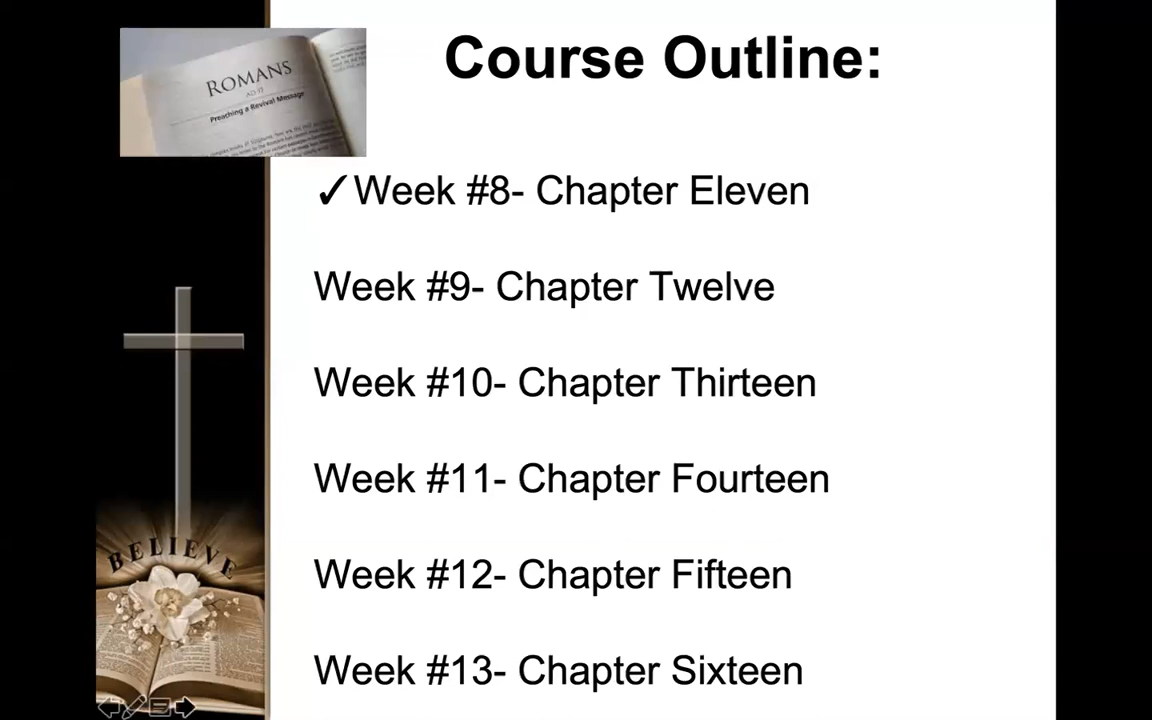 Course Outline:
ROMANS
Preaching a Revival Message
✓Week #8- Chapter Eleven
Week #9- Chapter Twelve
Week #10- Chapter Thirteen
Week #11- Chapter Fourteen
Week #12- Chapter Fifteen
Week #13- Chapter Sixteen
BELIEVE